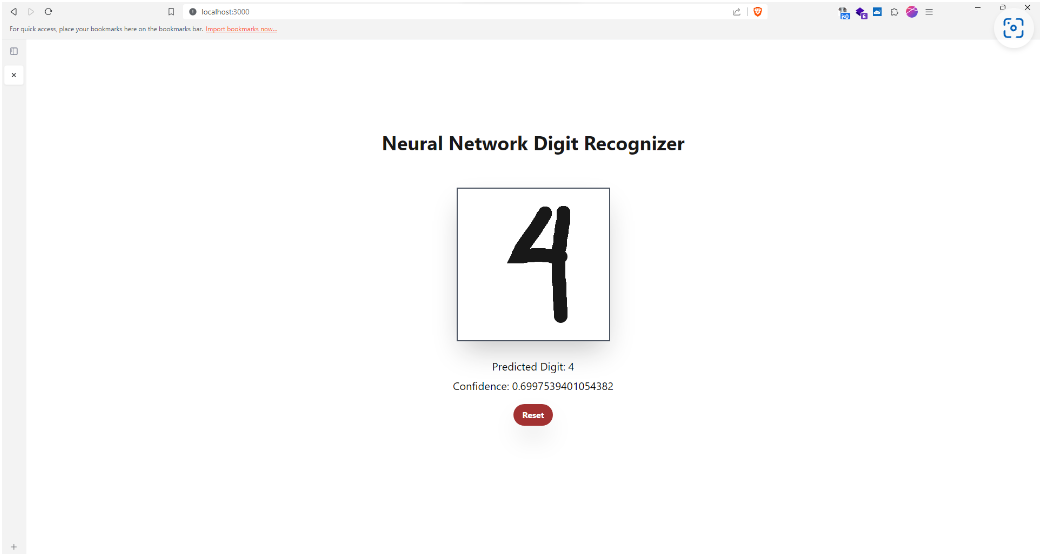 localhost:3000
For quick access, place your bookmarks here on the bookmarks bar. Import bookmarks now...
Neural Network Digit Recognizer
4
Predicted Digit: 4
Confidence: 0.6997539401054382
Reset